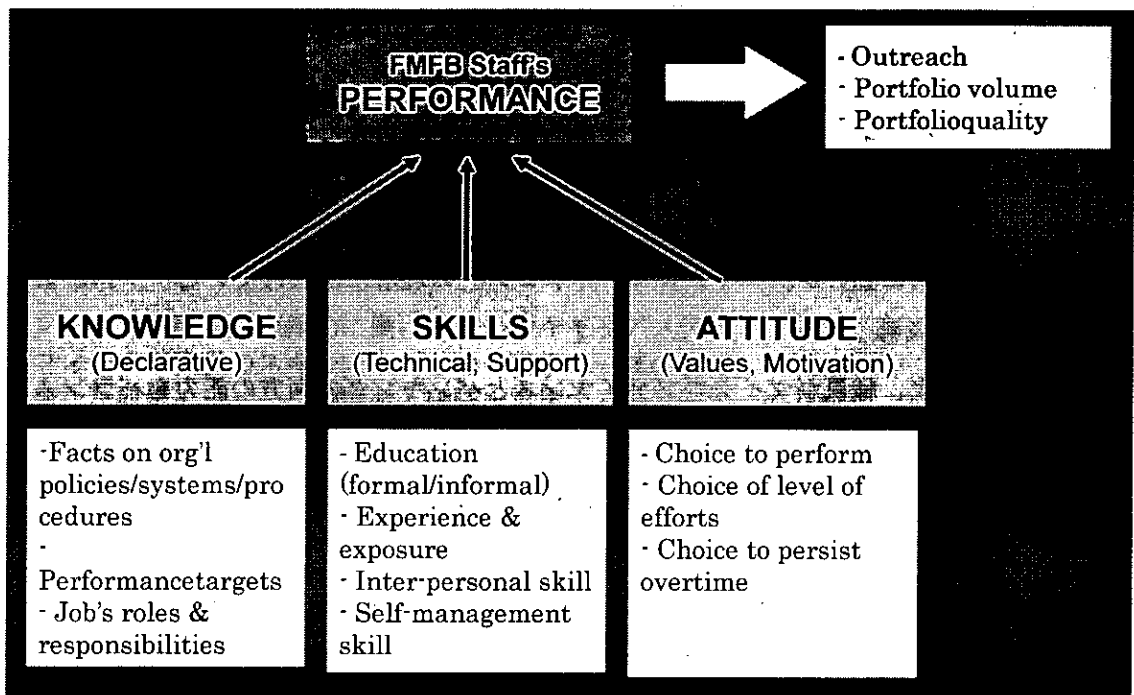 FMFB Staff's
PERFORMANCE
- Outreach
- Portfolio volume
- Portfolioquality
KNOWLEDGE
(Declarative)
SKILLS
(Technical, Support)
ATTITUDE
(Values, Motivation)
-Facts on org'l
policies/systems/pro
cedures
-
Performancetargets
- Job's roles &
responsibilities
- Education
(formal/informal)
- Experience &
exposure
- Inter-personal skill
- Self-management
skill
- Choice to perform
- Choice of level of
efforts
- Choice to persist
overtime